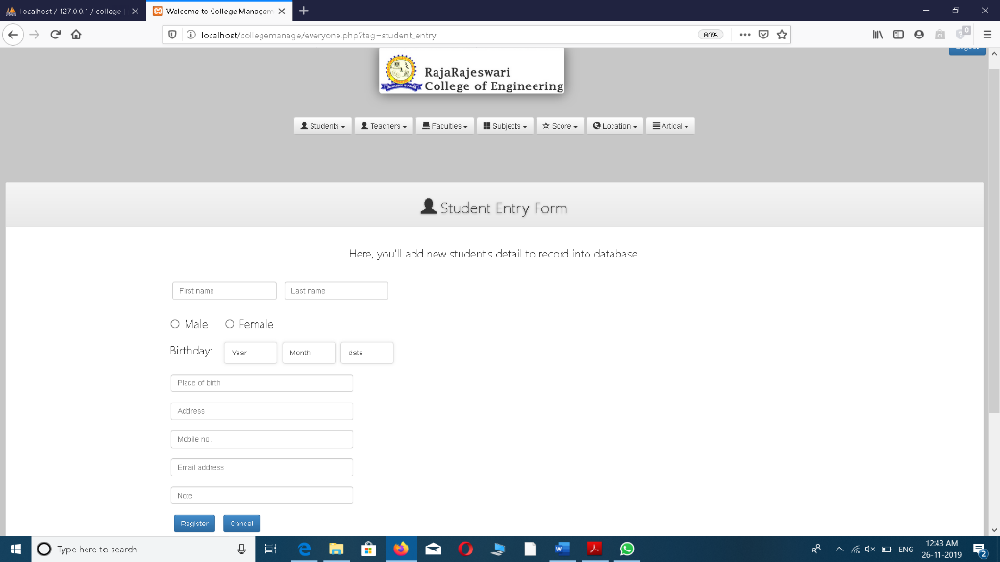 localhost / 127.0.0.1 / college
Welcome to College Managem
localhost/collegemanage/everyone.php?tag=student_entry
80%
RajaRajeswari
College of Engineering
Students
Teachers
Faculties
Subjects
Score
Location
Artical
Student Entry Form
Here, you'll add new student's detail to record into database.
First name
Last name
Male
Female
Birthday:
Year
Month
date
Place of birth
Address
Mobile no.
Email address
Note
Register
Cancel
Type here to search
ENG
12:43 AM
26-11-2019
2